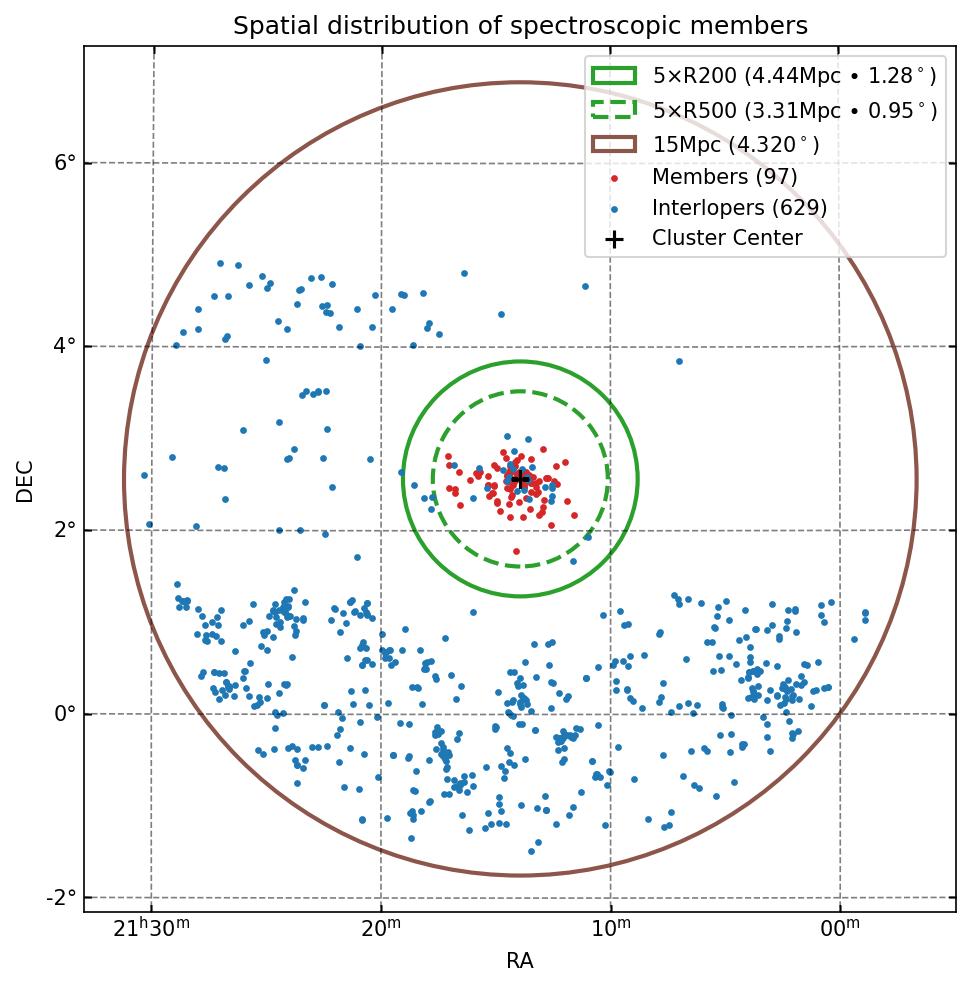 Spatial distribution of spectroscopic members
5×R200 (4.44Mpc • 1.28°)
5×R500 (3.31Mpc • 0.95°)
15Mpc (4.320°)
Members (97)
Interlopers (629)
Cluster Center
6°
4°
DEC
2°
0°
-2°
21ʰ30ᵐ 20ᵐ 10ᵐ 00ᵐ
RA